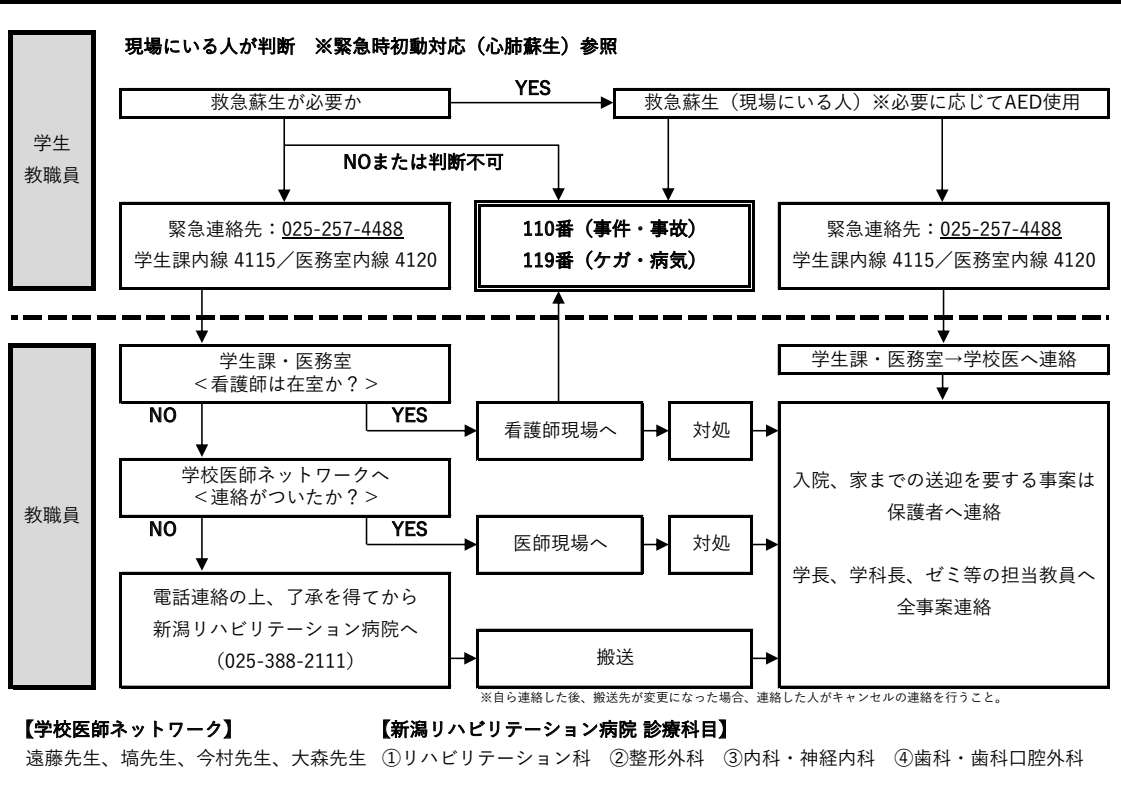 現場にいる人が判断　※緊急時初動対応（心肺蘇生）参照
学生
教職員
救急蘇生が必要か
YES
救急蘇生（現場にいる人）※必要に応じてAED使用
NOまたは判断不可
緊急連絡先：025-257-4488
学生課内線 4115／医務室内線 4120
110番（事件・事故）
119番（ケガ・病気）
緊急連絡先：025-257-4488
学生課内線 4115／医務室内線 4120
教職員
学生課・医務室
＜看護師は在室か？＞
学生課・医務室→学校医へ連絡
NO
YES
看護師現場へ
対処
学校医師ネットワークへ
＜連絡がついたか？＞
NO
YES
医師現場へ
対処
入院、家までの送迎を要する事案は
保護者へ連絡
学長、学科長、ゼミ等の担当教員へ
全事案連絡
電話連絡の上、了承を得てから
新潟リハビリテーション病院へ
（025-388-2111）
搬送
※自ら連絡した後、搬送先が変更になった場合、連絡した人がキャンセルの連絡を行うこと。
【学校医師ネットワーク】
遠藤先生、塙先生、今村先生、大森先生
【新潟リハビリテーション病院 診療科目】
①リハビリテーション科　②整形外科　③内科・神経内科　④歯科・歯科口腔外科